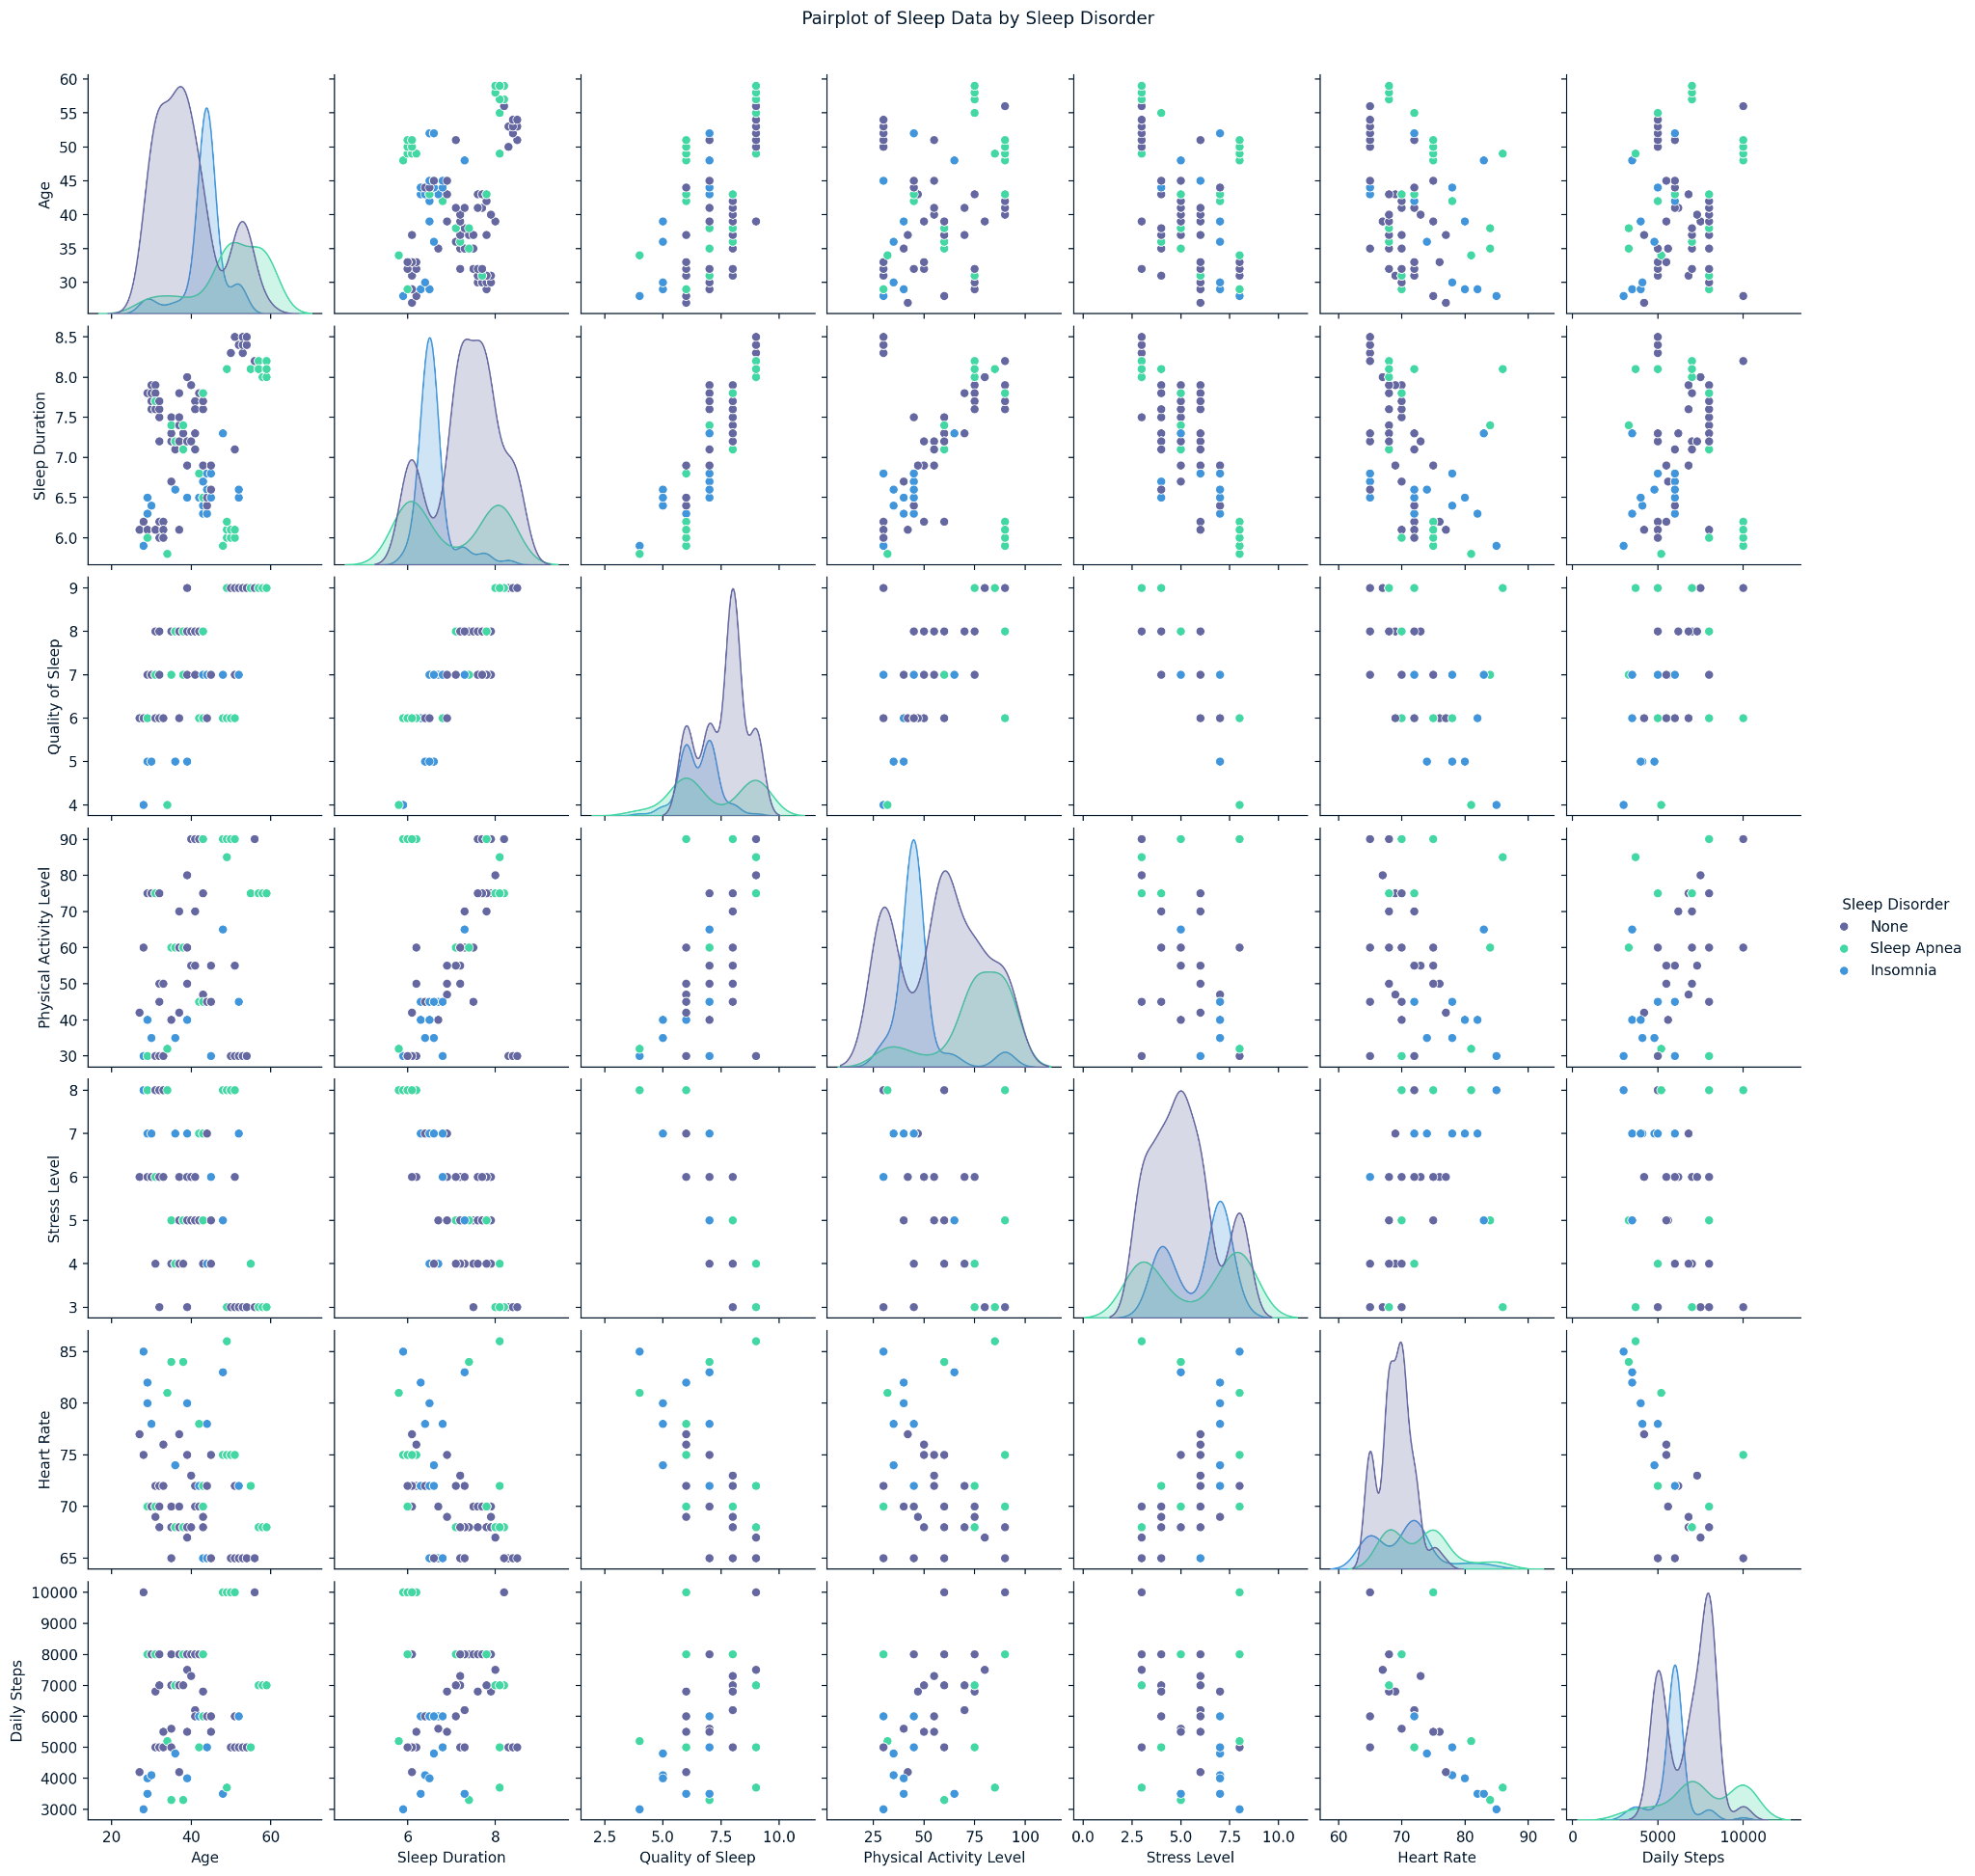 Pairplot of Sleep Data by Sleep Disorder
60
55
50
45
40
35
30
Age
8.5
8.0
7.5
7.0
6.5
6.0
Sleep Duration
9
8
7
6
5
4
Quality of Sleep
90
80
70
60
50
40
30
Physical Activity Level
8
7
6
5
4
3
Stress Level
85
80
75
70
65
Heart Rate
10000
9000
8000
7000
6000
5000
4000
3000
Daily Steps
20 40 60
Age
6 8
Sleep Duration
2.5 5.0 7.5 10.0
Quality of Sleep
25 50 75 100
Physical Activity Level
0.0 2.5 5.0 7.5 10.0
Stress Level
60 70 80 90
Heart Rate
0 5000 10000
Daily Steps
Sleep Disorder
None
Sleep Apnea
Insomnia